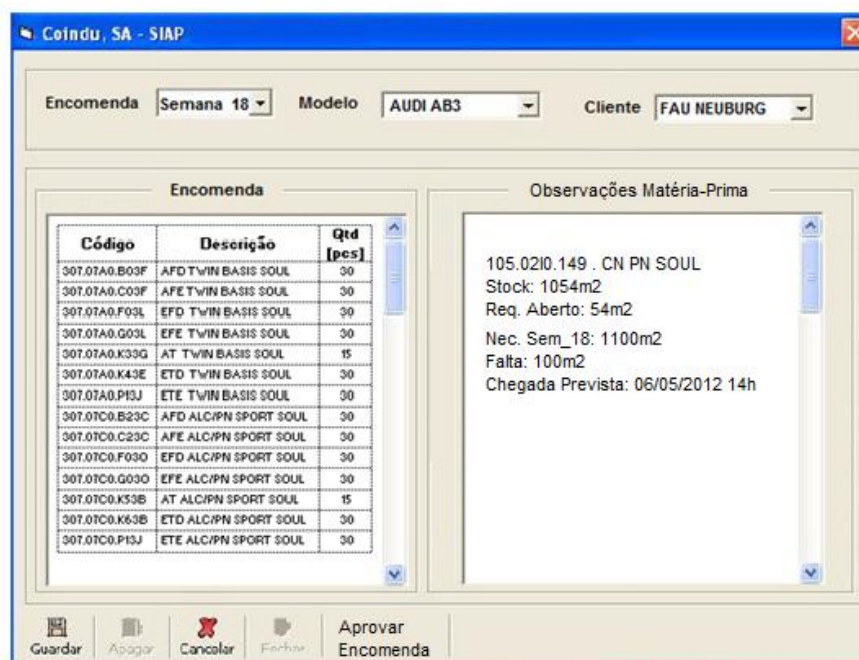 Coindu, SA - SIAP
Encomenda Semana 18 Modelo AUDI AB3 Cliente FAU NEUBURG
Encomenda
Código Descrição Qtd [pcs]
307.07A0.B03F AFD TWIN BASIS SOUL 30
307.07A0.C03F AFE TWIN BASIS SOUL 30
307.07A0.F03L EFD TWIN BASIS SOUL 30
307.07A0.G03L EFE TWIN BASIS SOUL 30
307.07A0.K33G AT TWIN BASIS SOUL 15
307.07A0.K43E ETD TWIN BASIS SOUL 30
307.07A0.P13J ETE TWIN BASIS SOUL 30
307.07C0.B23C AFD ALC/PN SPORT SOUL 30
307.07C0.C23C AFE ALC/PN SPORT SOUL 30
307.07C0.F03O EFD ALC/PN SPORT SOUL 30
307.07C0.G03O EFE ALC/PN SPORT SOUL 30
307.07C0.K53B AT ALC/PN SPORT SOUL 15
307.07C0.K63B ETD ALC/PN SPORT SOUL 30
307.07C0.P13J ETE ALC/PN SPORT SOUL 30
Observações Matéria-Prima
105.02I0.149 . CN PN SOUL
Stock: 1054m2
Req. Aberto: 54m2
Nec. Sem_18: 1100m2
Falta: 100m2
Chegada Prevista: 06/05/2012 14h
Guardar Apagar Cancelar Fechar Aprovar Encomenda